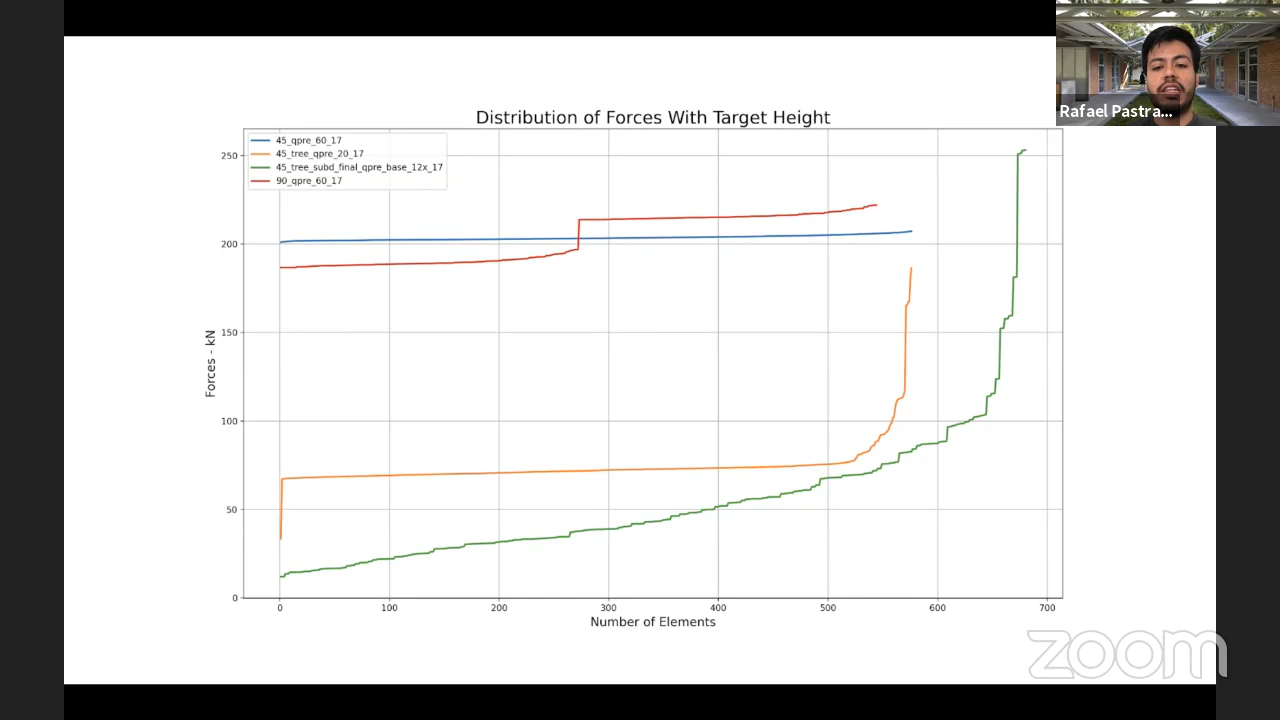 Rafael Pastra...
Distribution of Forces With Target Height
45_qpre_60_17
45_tree_qpre_20_17
45_tree_subd_final_qpre_base_12x_17
90_qpre_60_17
250
200
150
100
50
0
Forces - kN
0 100 200 300 400 500 600 700
Number of Elements
zoom